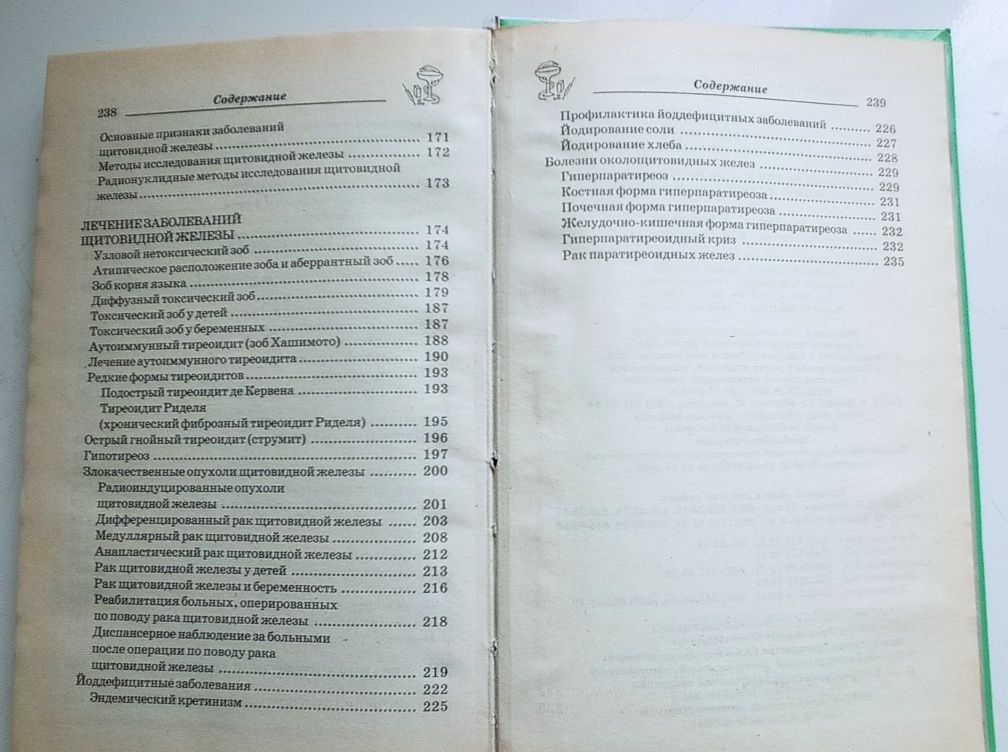 238 Содержание
Основные признаки заболеваний
щитовидной железы 171
Методы исследования щитовидной железы 172
Радионуклидные методы исследования щитовидной
железы 173
ЛЕЧЕНИЕ ЗАБОЛЕВАНИЙ
ЩИТОВИДНОЙ ЖЕЛЕЗЫ 174
Узловой нетоксический зоб 174
Атипическое расположение зоба и аберрантный зоб 176
Зоб корня языка 178
Диффузный токсический зоб 179
Токсический зоб у детей 187
Токсический зоб у беременных 187
Аутоиммунный тиреоидит (зоб Хашимото) 188
Лечение аутоиммунного тиреоидита 190
Редкие формы тиреоидитов 193
Подострый тиреоидит де Кервена 193
Тиреоидит Риделя
(хронический фиброзный тиреоидит Риделя) 195
Острый гнойный тиреоидит (струмит) 196
Гипотиреоз 197
Злокачественные опухоли щитовидной железы 200
Радиоиндуцированные опухоли
щитовидной железы 201
Дифференцированный рак щитовидной железы 203
Медуллярный рак щитовидной железы 208
Анапластический рак щитовидной железы 212
Рак щитовидной железы у детей 213
Рак щитовидной железы и беременность 216
Реабилитация больных, оперированных
по поводу рака щитовидной железы 218
Диспансерное наблюдение за больными
после операции по поводу рака
щитовидной железы 219
Йоддефицитные заболевания 222
Эндемический кретинизм 225
Содержание 239
Профилактика йоддефицитных заболеваний 226
Йодирование соли 227
Йодирование хлеба 228
Болезни околощитовидных желез 229
Гиперпаратиреоз 229
Костная форма гиперпаратиреоза 231
Почечная форма гиперпаратиреоза 231
Желудочно-кишечная форма гиперпаратиреоза 232
Гиперпаратиреоидный криз 232
Рак паратиреоидных желез 235